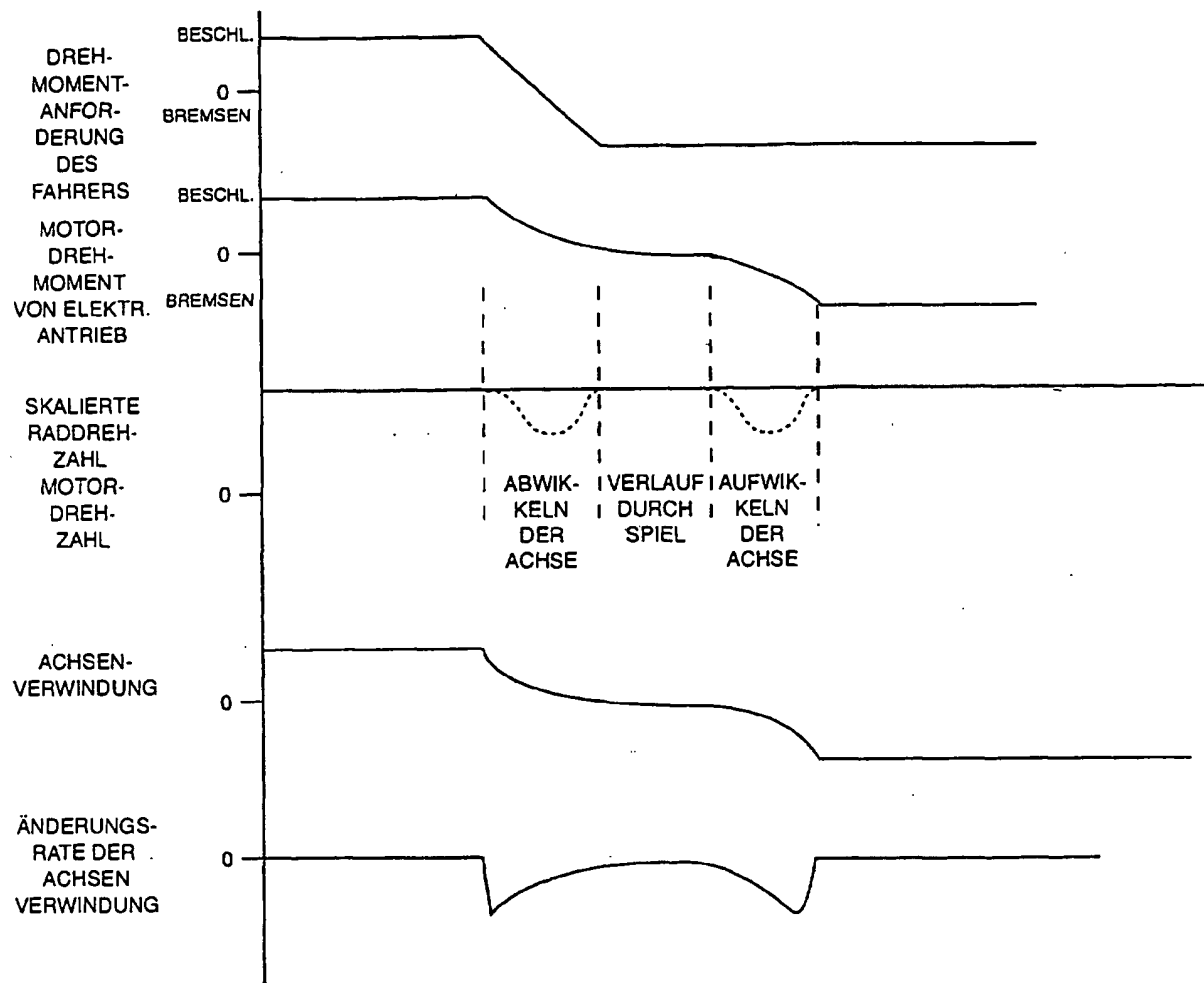 DREH-
MOMENT-
ANFOR-
DERUNG
DES
FAHRERS
BESCHL.
0
BREMSEN
MOTOR-
DREH-
MOMENT
VON ELEKTR.
ANTRIEB
BESCHL.
0
BREMSEN
SKALIERTE
RADDREH-
ZAHL
MOTOR-
DREH-
ZAHL
0
ABWIK-
KELN
DER
ACHSE
VERLAUF
DURCH
SPIEL
AUFWIK-
KELN
DER
ACHSE
ACHSEN-
VERWINDUNG
0
ÄNDERUNGS-
RATE DER
ACHSEN
VERWINDUNG
0